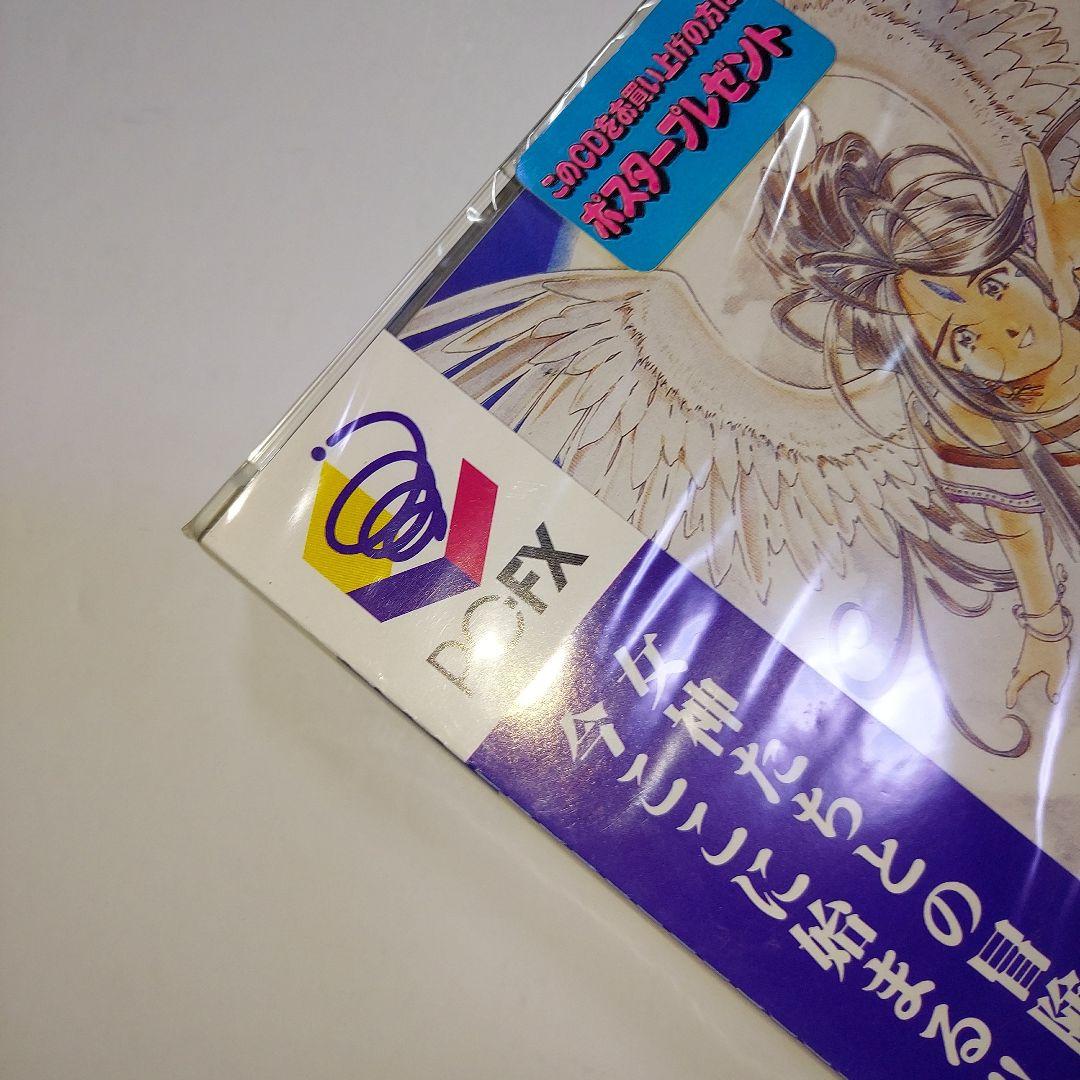 このCDをお買い上げの方に
ポスタープレゼント
PC-FX
女神たちとの冒険
今ここに始まる